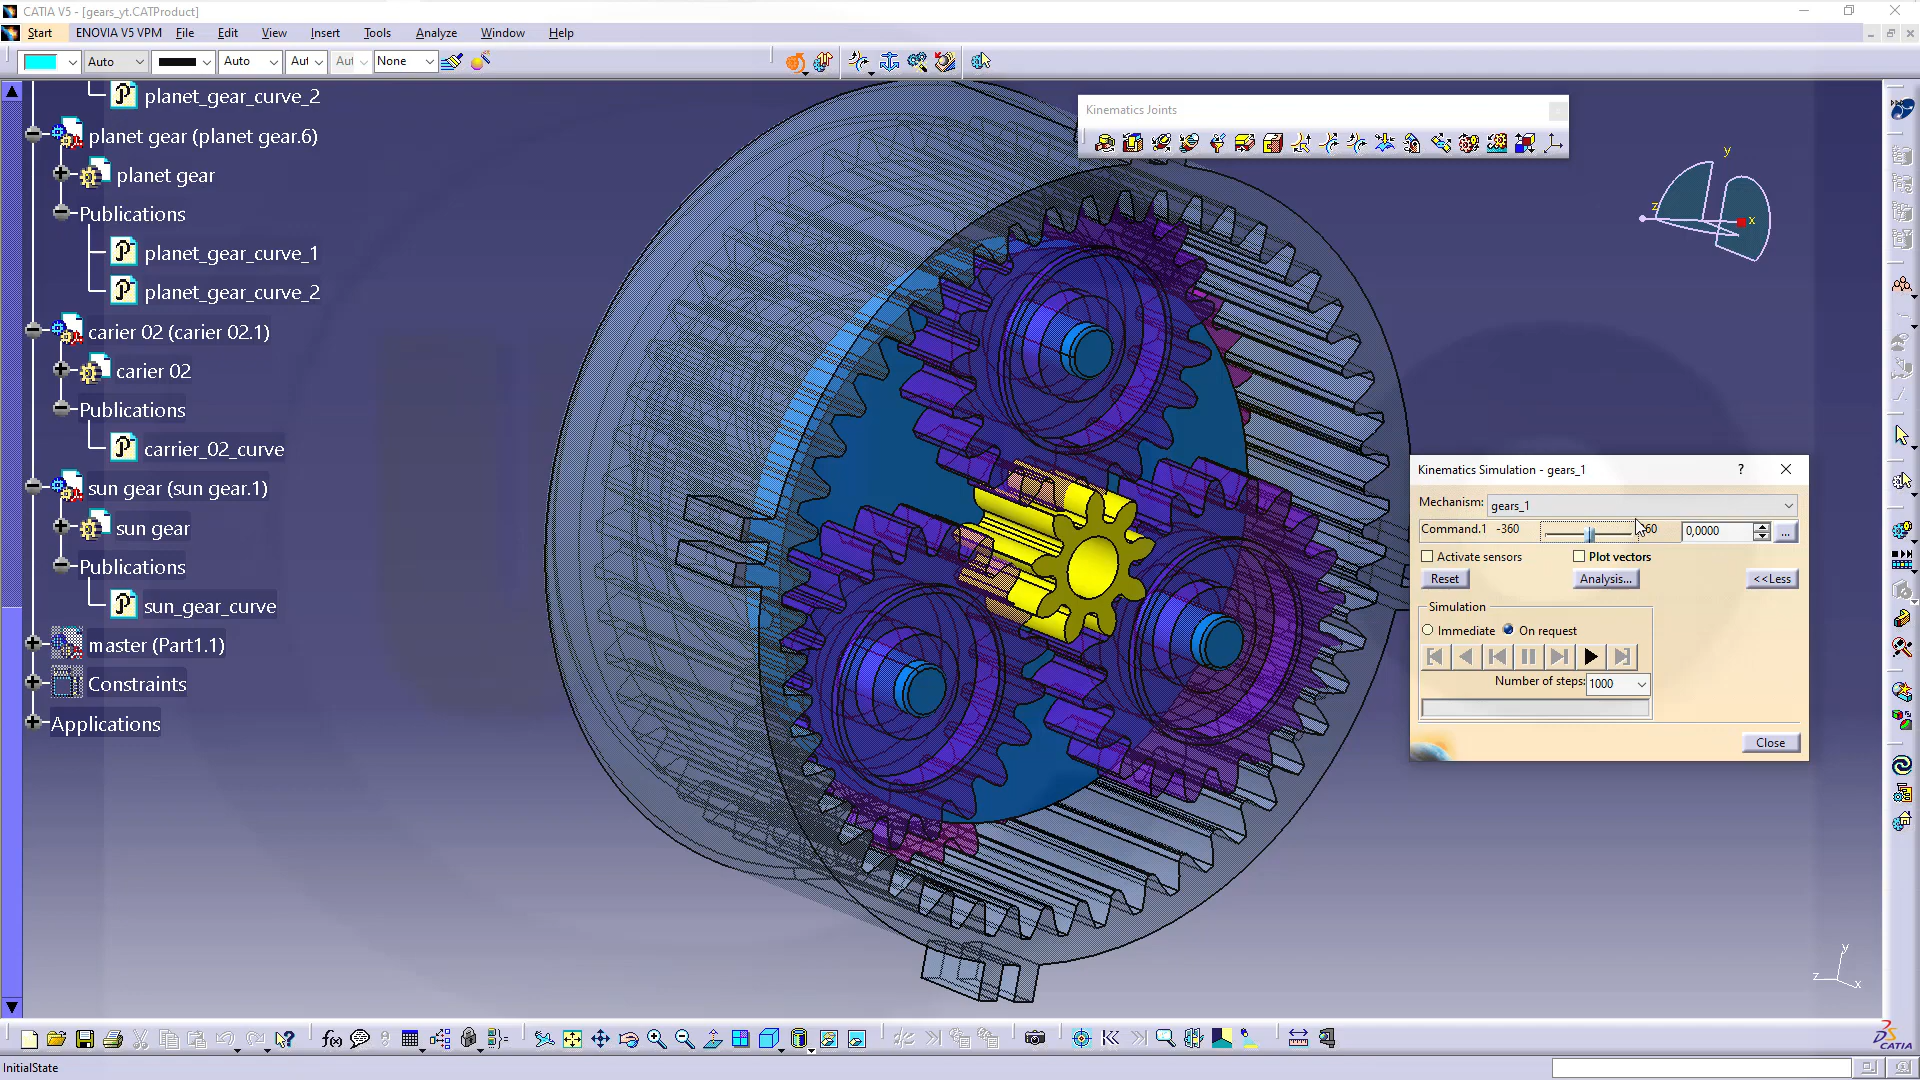 CATIA V5 - [gears_yt.CATProduct]
Start ENOVIA V5 VPM File Edit View Insert Tools Analyze Window Help
Auto Auto Aut Aut None
planet_gear_curve_2
planet gear (planet gear.6)
planet gear
Publications
planet_gear_curve_1
planet_gear_curve_2
carier 02 (carier 02.1)
carier 02
Publications
carrier_02_curve
sun gear (sun gear.1)
sun gear
Publications
sun_gear_curve
master (Part1.1)
Constraints
Applications
Kinematics Joints
y
z
x
Kinematics Simulation - gears_1 ?
Mechanism: gears_1
Command.1 -360 60 0,0000 ...
Activate sensors Plot vectors
Reset Analysis... <<Less
Simulation
Immediate On request
Number of steps: 1000
Close
y
z
x
CATIA
InitialState